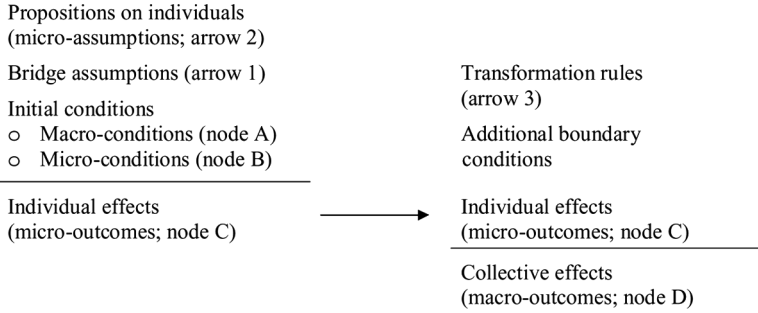 Propositions on individuals
(micro-assumptions; arrow 2)
Bridge assumptions (arrow 1)
Initial conditions
o Macro-conditions (node A)
o Micro-conditions (node B)
Individual effects
(micro-outcomes; node C)
Transformation rules
(arrow 3)
Additional boundary
conditions
Individual effects
(micro-outcomes; node C)
Collective effects
(macro-outcomes; node D)